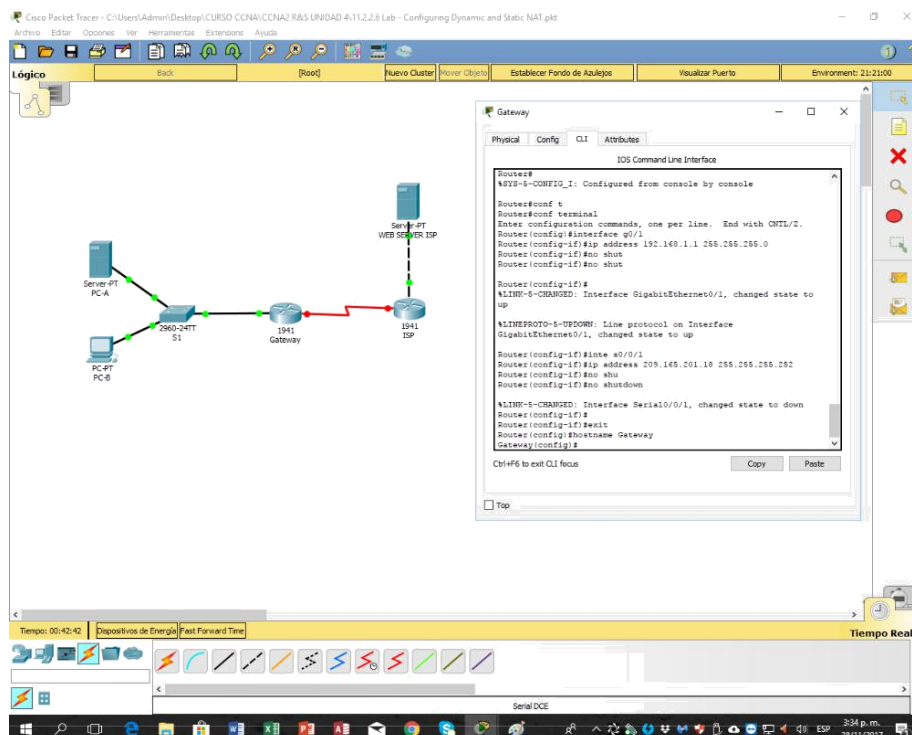 Cisco Packet Tracer - C:\Users\Admin\Desktop\CURSO CCNA\CCNA2 R&S UNIDAD 4\11.2.2.6 Lab - Configuring Dynamic and Static NAT.pkt
Archivo Editar Opciones Ver Herramientas Extensions Ayuda
Lógico Back [Root] Nuevo Cluster Mover Objeto Establecer Fondo de Azulejos Visualizar Puerto Environment: 21:21:00
Server-PT
WEB SERVER ISP
Server-PT
PC-A
2960-24TT
S1
1941
Gateway
1941
ISP
PC-PT
PC-B
Gateway
Physical Config CLI Attributes
IOS Command Line Interface
Router#
%SYS-5-CONFIG_I: Configured from console by console
Router#conf t
Router#conf terminal
Enter configuration commands, one per line. End with CNTL/Z.
Router(config)#interface g0/1
Router(config-if)#ip address 192.168.1.1 255.255.255.0
Router(config-if)#no shut
Router(config-if)#no shut
Router(config-if)#
%LINK-5-CHANGED: Interface GigabitEthernet0/1, changed state to
up
%LINEPROTO-5-UPDOWN: Line protocol on Interface
GigabitEthernet0/1, changed state to up
Router(config-if)#inte s0/0/1
Router(config-if)#ip address 209.165.201.18 255.255.255.252
Router(config-if)#no shu
Router(config-if)#no shutdown
%LINK-5-CHANGED: Interface Serial0/0/1, changed state to down
Router(config-if)#
Router(config-if)#exit
Router(config)#hostname Gateway
Gateway(config)#
Ctrl+F6 to exit CLI focus Copy Paste
Top
Tiempo: 00:42:42 Dispositivos de Energía Fast Forward Time Tiempo Real
Serial DCE
ESP 3:34 p. m.
28/11/2017